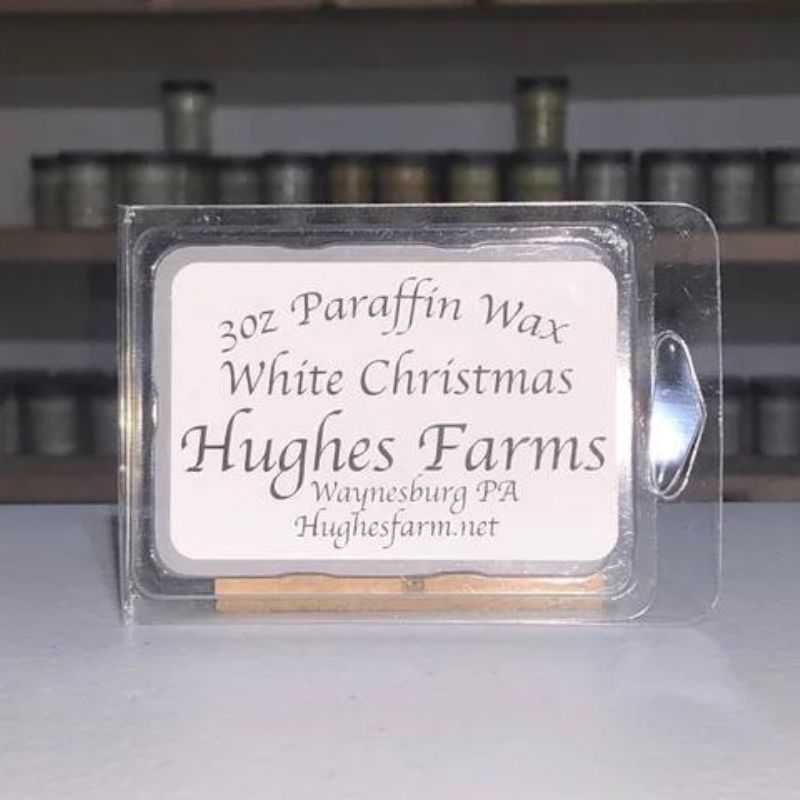 3oz Paraffin Wax
White Christmas
Hughes Farms
Waynesburg PA
Hughesfarm.net